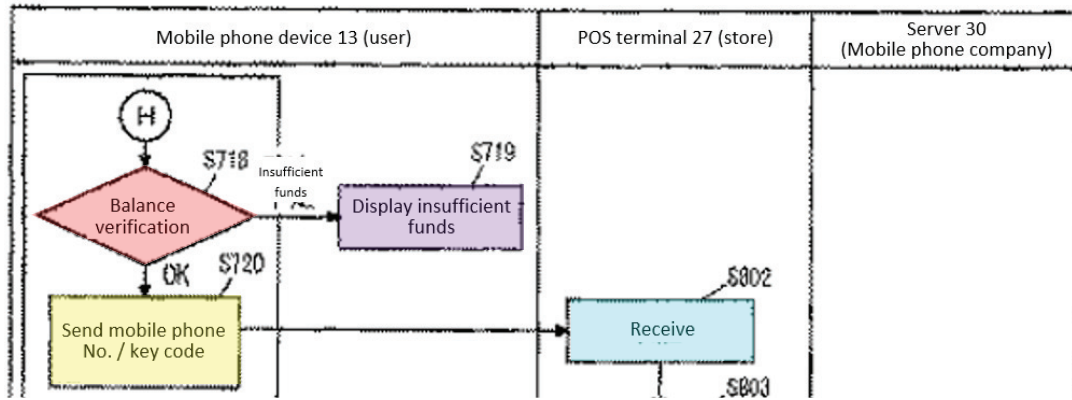 Mobile phone device 13 (user)
POS terminal 27 (store)
Server 30
(Mobile phone company)
H
S718
Insufficient
funds
S719
Balance
verification
Display insufficient
funds
OK
S720
S802
Send mobile phone
No. / key code
Receive
S803